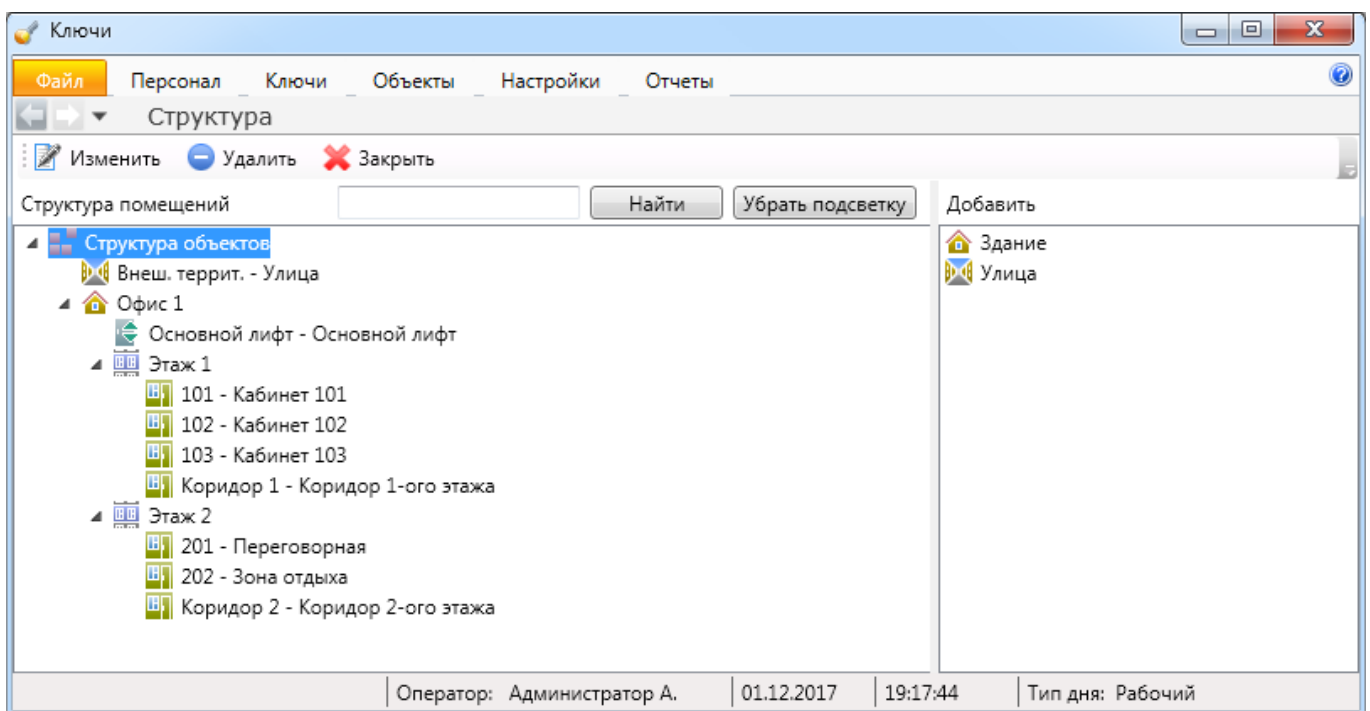 Ключи
Файл Персонал Ключи Объекты Настройки Отчеты
Структура
Изменить Удалить Закрыть
Структура помещений Найти Убрать подсветку Добавить
Структура объектов
Внеш. террит. - Улица
Офис 1
Основной лифт - Основной лифт
Этаж 1
101 - Кабинет 101
102 - Кабинет 102
103 - Кабинет 103
Коридор 1 - Коридор 1-ого этажа
Этаж 2
201 - Переговорная
202 - Зона отдыха
Коридор 2 - Коридор 2-ого этажа
Здание
Улица
Оператор: Администратор А. 01.12.2017 19:17:44 Тип дня: Рабочий